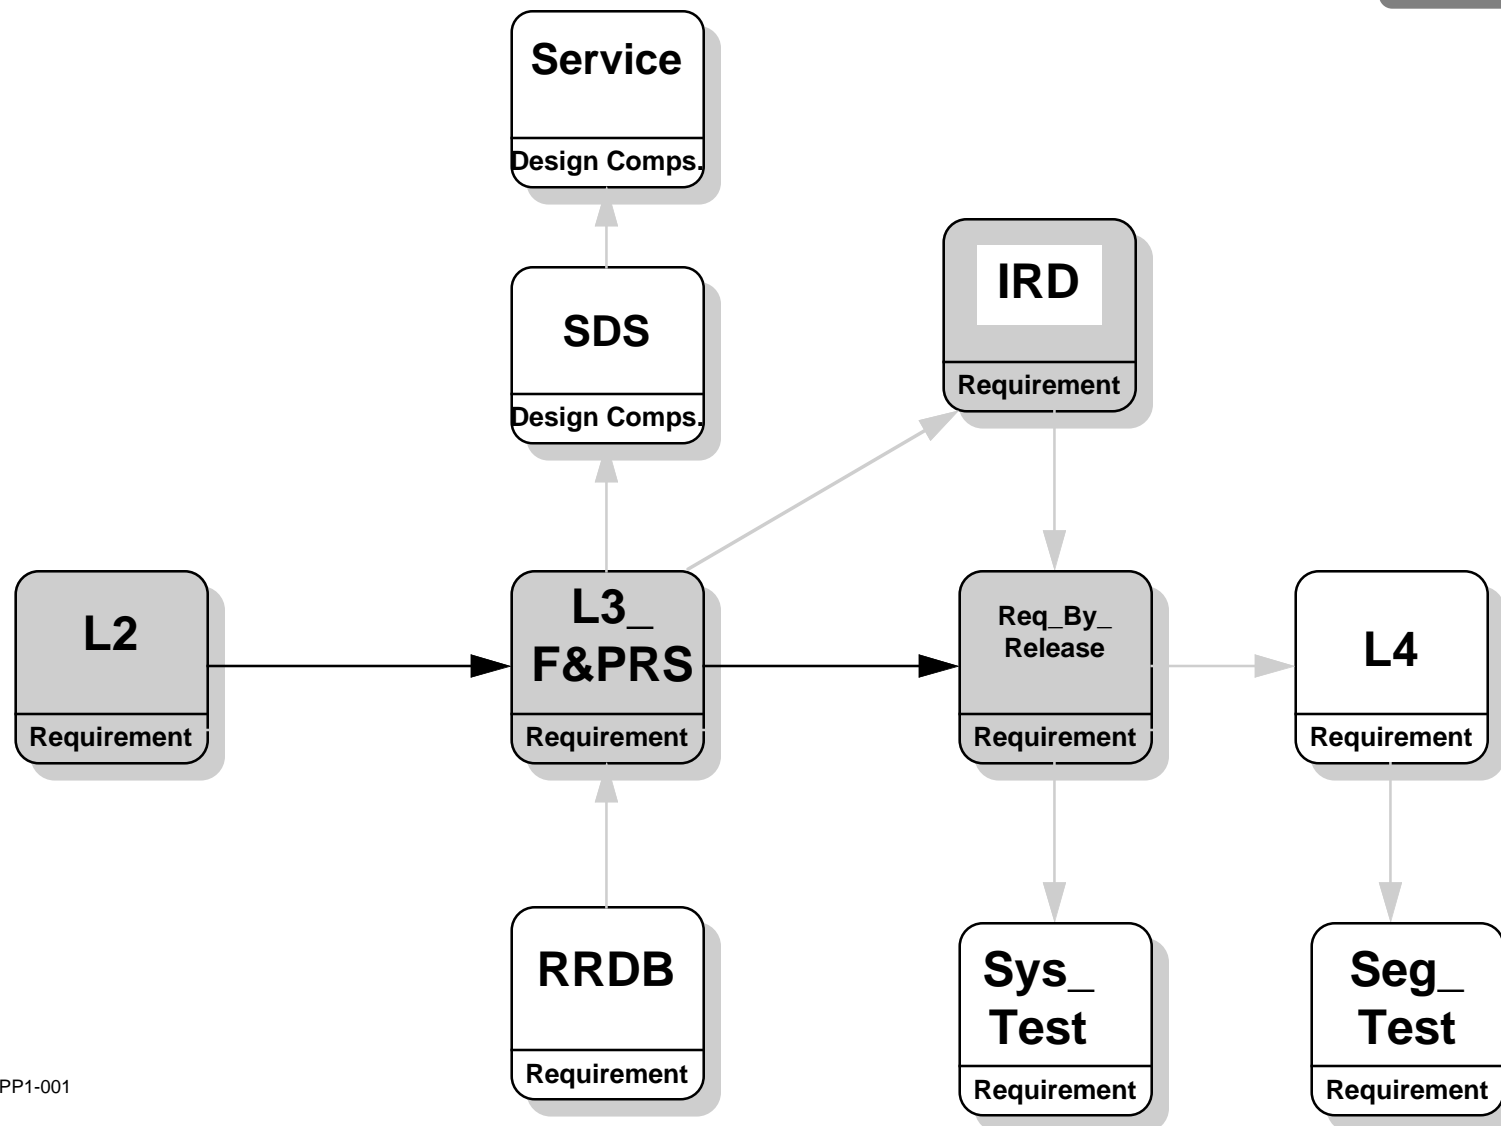 Service
Design Comps.
SDS
Design Comps.
IRD
Requirement
L2
Requirement
L3_
F&PRS
Requirement
Req_By_
Release
Requirement
L4
Requirement
RRDB
Requirement
Sys_
Test
Requirement
Seg_
Test
Requirement
PP1-001